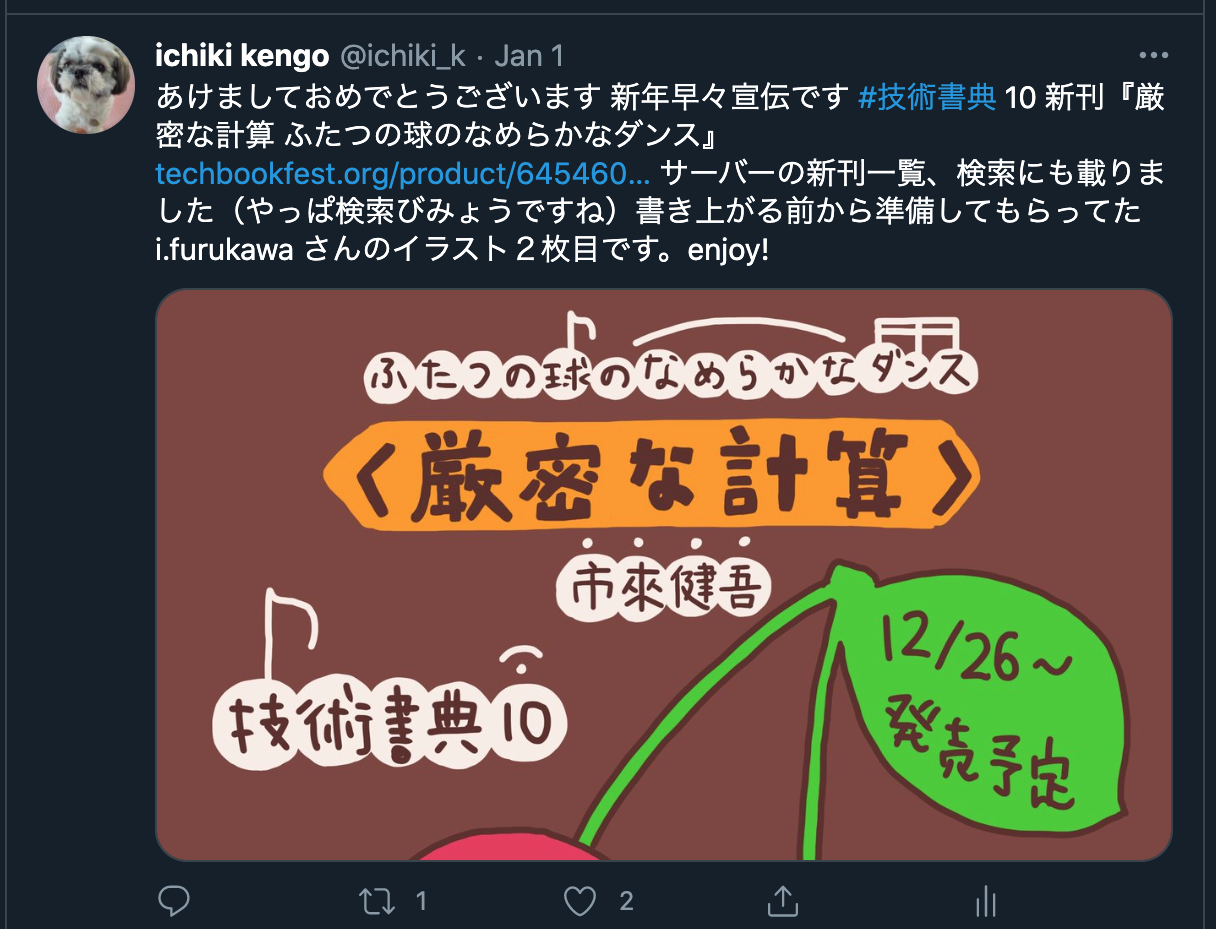 ichiki kengo @ichiki_k · Jan 1
あけましておめでとうございます 新年早々宣伝です #技術書典 10 新刊『厳
密な計算 ふたつの球のなめらかなダンス』
techbookfest.org/product/645460... サーバーの新刊一覧、検索にも載りま
した（やっぱ検索びみょうですね）書き上がる前から準備してもらってた
i.furukawa さんのイラスト２枚目です。enjoy!
ふたつの球のなめらかなダンス
〈厳密な計算〉
市來健吾
技術書典10
12/26〜
発売予定
1
2